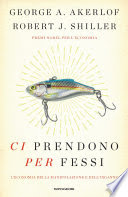 GEORGE A. AKERLOF
ROBERT J. SHILLER
PREMI NOBEL PER L'ECONOMIA
CI PRENDONO
PER FESSI
L'ECONOMIA DELLA MANIPOLAZIONE E DELL'INGANNO
MONDADORI